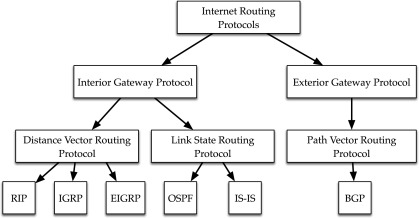 Internet Routing
Protocols
Interior Gateway Protocol
Exterior Gateway Protocol
Distance Vector Routing
Protocol
Link State Routing
Protocol
Path Vector Routing
Protocol
RIP
IGRP
EIGRP
OSPF
IS-IS
BGP